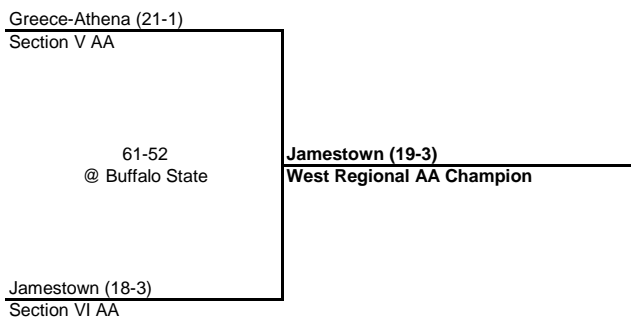 Greece-Athena (21-1)
Section V AA
61-52
@ Buffalo State
Jamestown (19-3)
West Regional AA Champion
Jamestown (18-3)
Section VI AA